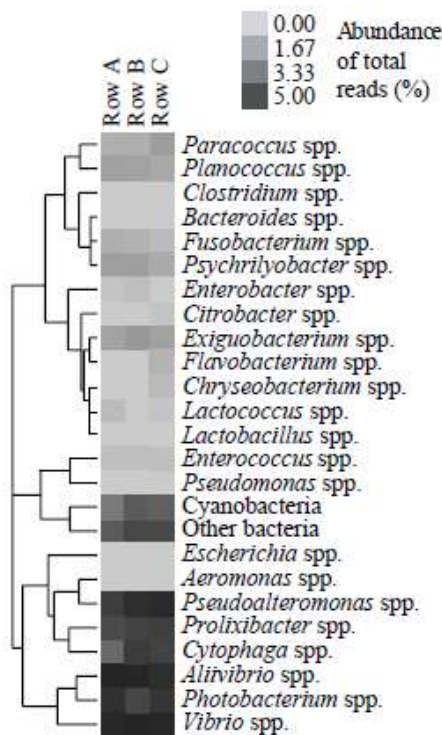 0.00
1.67
3.33
5.00
Abundance
of total
reads (%)
Row A
Row B
Row C
Paracoccus spp.
Planococcus spp.
Clostridium spp.
Bacteroides spp.
Fusobacterium spp.
Psychrilyobacter spp.
Enterobacter spp.
Citrobacter spp.
Exiguobacterium spp.
Flavobacterium spp.
Chryseobacterium spp.
Lactococcus spp.
Lactobacillus spp.
Enterococcus spp.
Pseudomonas spp.
Cyanobacteria
Other bacteria
Escherichia spp.
Aeromonas spp.
Pseudoalteromonas spp.
Prolixibacter spp.
Cytophaga spp.
Aliivibrio spp.
Photobacterium spp.
Vibrio spp.